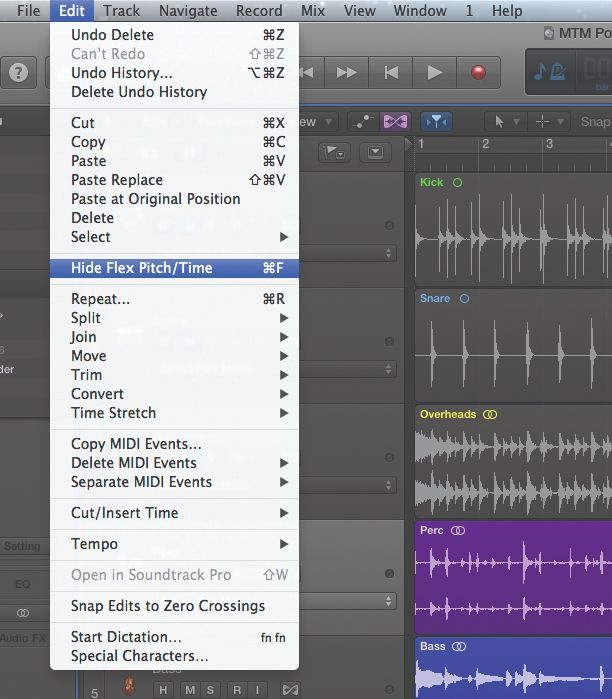 File Edit Track Navigate Record Mix View Window 1 Help
MTM Po
Undo Delete ⌘Z
Can't Redo ⇧⌘Z
Undo History... ⌥⌘Z
Delete Undo History
Cut ⌘X
Copy ⌘C
Paste ⌘V
Paste Replace ⇧⌘V
Paste at Original Position
Delete
Select
Hide Flex Pitch/Time ⌘F
Repeat... ⌘R
Split
Join
Move
Trim
Convert
Time Stretch
Copy MIDI Events...
Delete MIDI Events
Separate MIDI Events
Cut/Insert Time
Tempo
Open in Soundtrack Pro ⇧W
Snap Edits to Zero Crossings
Start Dictation... fn fn
Special Characters...
?
00
bar
ew
Snap
1 2 3
Kick
Snare
Overheads
Perc
Bass
der
Setting
EQ
Audio FX
Bass
5 H M S R I